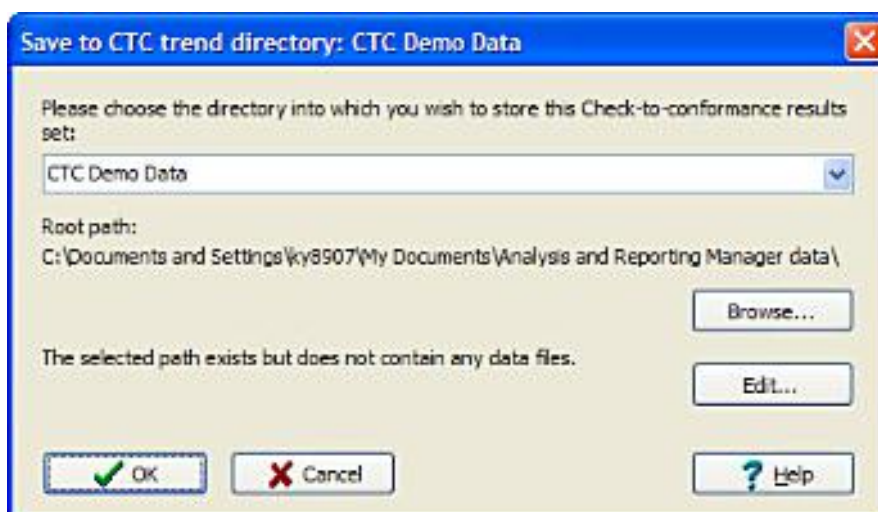 Save to CTC trend directory: CTC Demo Data
Please choose the directory into which you wish to store this Check-to-conformance results
set:
CTC Demo Data
Root path:
C:\Documents and Settings\ky8907\My Documents\Analysis and Reporting Manager data\
Browse...
The selected path exists but does not contain any data files.
Edit...
OK
Cancel
Help